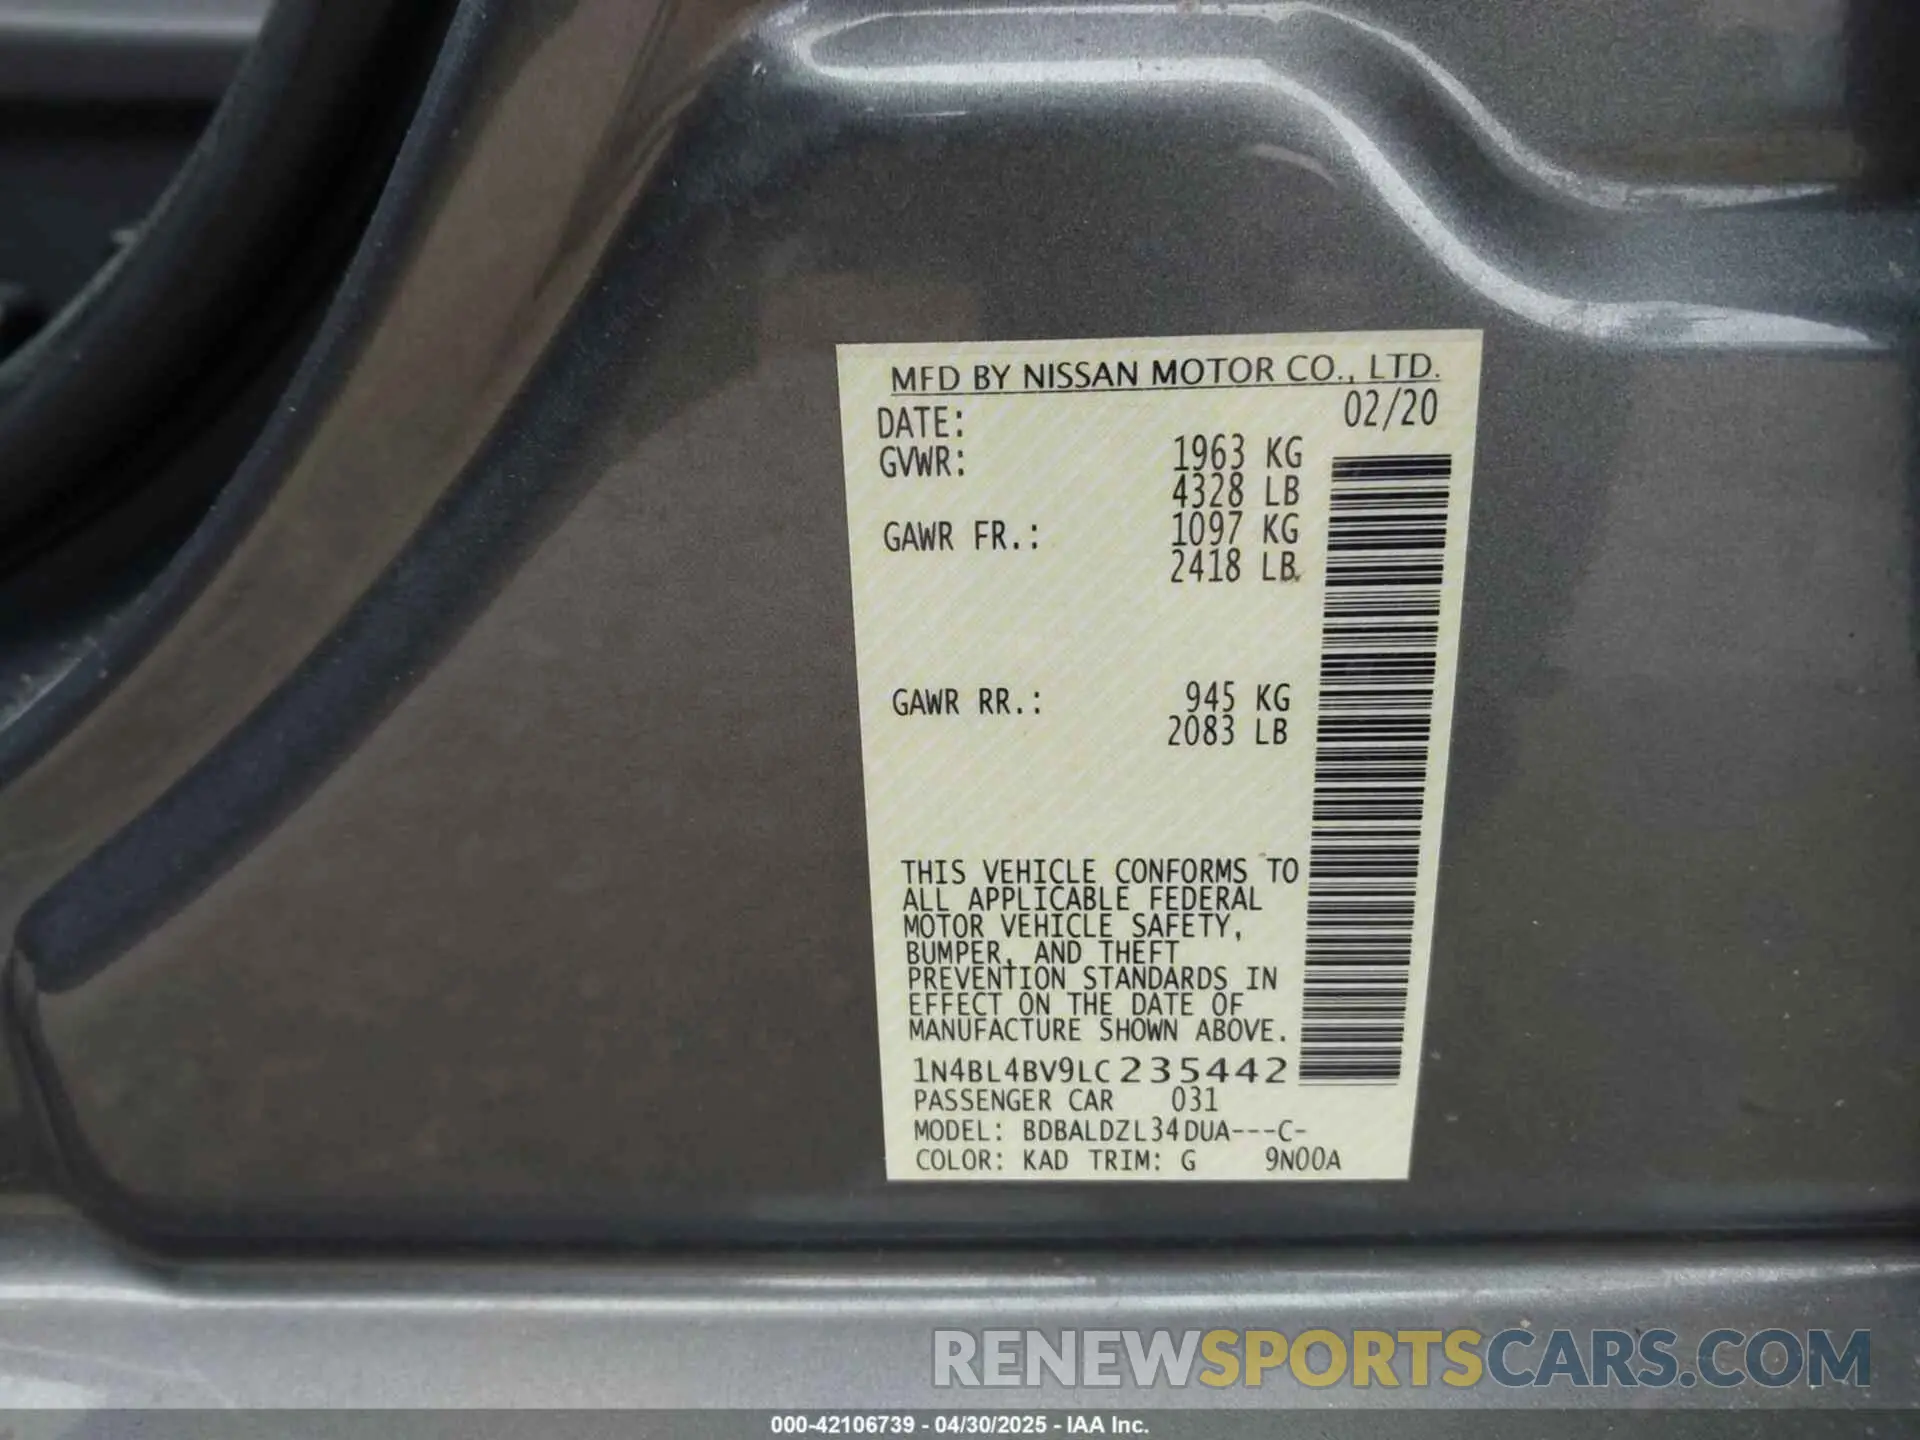 MFD BY NISSAN MOTOR CO., LTD.
DATE: 02/20
GVWR: 1963 KG
4328 LB
GAWR FR.: 1097 KG
2418 LB
GAWR RR.: 945 KG
2083 LB
THIS VEHICLE CONFORMS TO
ALL APPLICABLE FEDERAL
MOTOR VEHICLE SAFETY,
BUMPER, AND THEFT
PREVENTION STANDARDS IN
EFFECT ON THE DATE OF
MANUFACTURE SHOWN ABOVE.
1N4BL4BV9LC235442
PASSENGER CAR 031
MODEL: BDBALDZL34DUA---C-
COLOR: KAD TRIM: G 9N00A
RENEWSPORTSCARS.COM
000-42106739 - 04/30/2025 - IAA Inc.